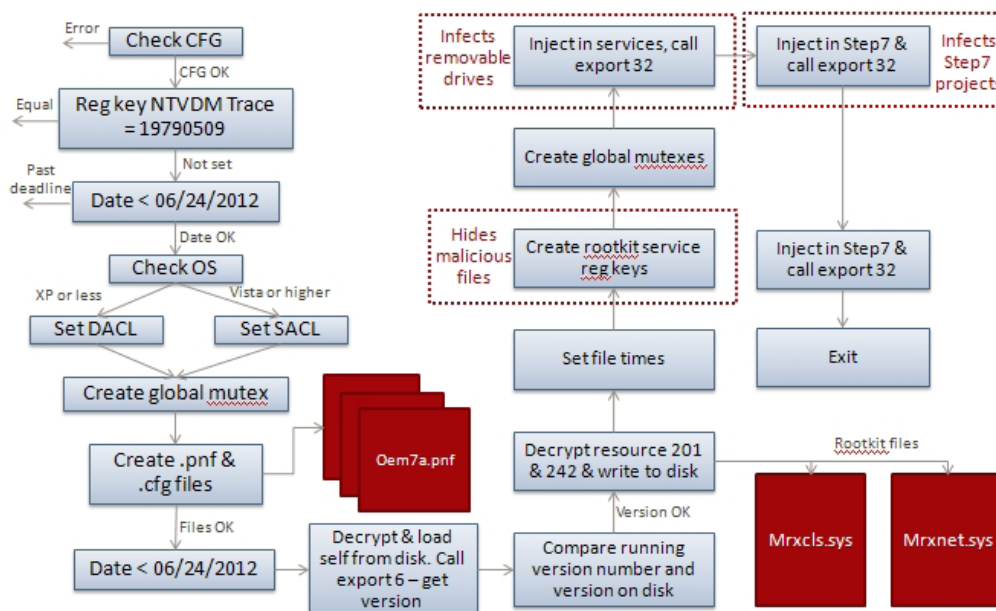 Error
Check CFG
CFG OK
Equal
Reg key NTVDM Trace
= 19790509
Not set
Past
deadline
Date < 06/24/2012
Date OK
Check OS
XP or less
Vista or higher
Set DACL
Set SACL
Create global mutex
Create .pnf &
.cfg files
Oem7a.pnf
Files OK
Date < 06/24/2012
Decrypt & load
self from disk. Call
export 6 – get
version
Compare running
version number and
version on disk
Version OK
Decrypt resource 201
& 242 & write to disk
Rootkit files
Mrxcls.sys
Mrxnet.sys
Set file times
Hides
malicious
files
Create rootkit service
reg keys
Create global mutexes
Infects
removable
drives
Inject in services, call
export 32
Inject in Step7 &
call export 32
Infects
Step7
projects
Inject in Step7 &
call export 32
Exit